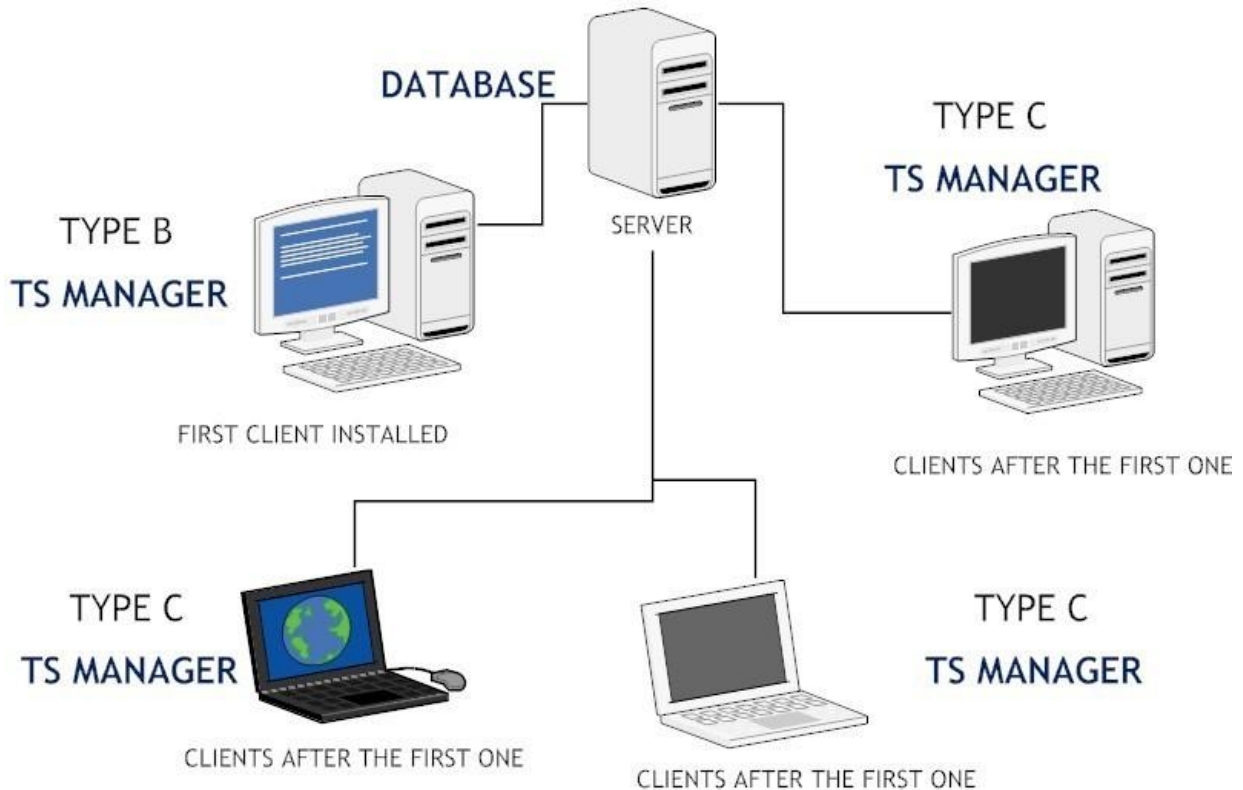 DATABASE
SERVER
TYPE B
TS MANAGER
FIRST CLIENT INSTALLED
TYPE C
TS MANAGER
CLIENTS AFTER THE FIRST ONE
TYPE C
TS MANAGER
CLIENTS AFTER THE FIRST ONE
TYPE C
TS MANAGER
CLIENTS AFTER THE FIRST ONE